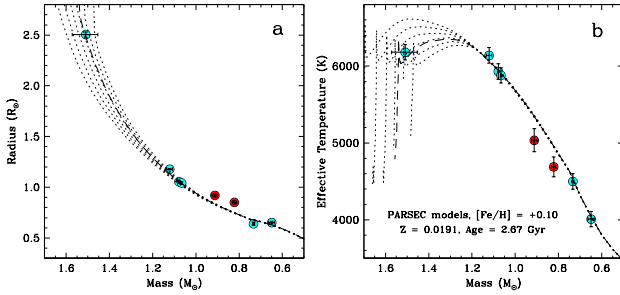 a
Radius (R⊙)
2.5
2.0
1.5
1.0
0.5
1.6 1.4 1.2 1.0 0.8 0.6
Mass (M⊙)
b
Effective Temperature (K)
6000
5000
4000
PARSEC models, [Fe/H] = +0.10
Z = 0.0191, Age = 2.67 Gyr
1.6 1.4 1.2 1.0 0.8 0.6
Mass (M⊙)